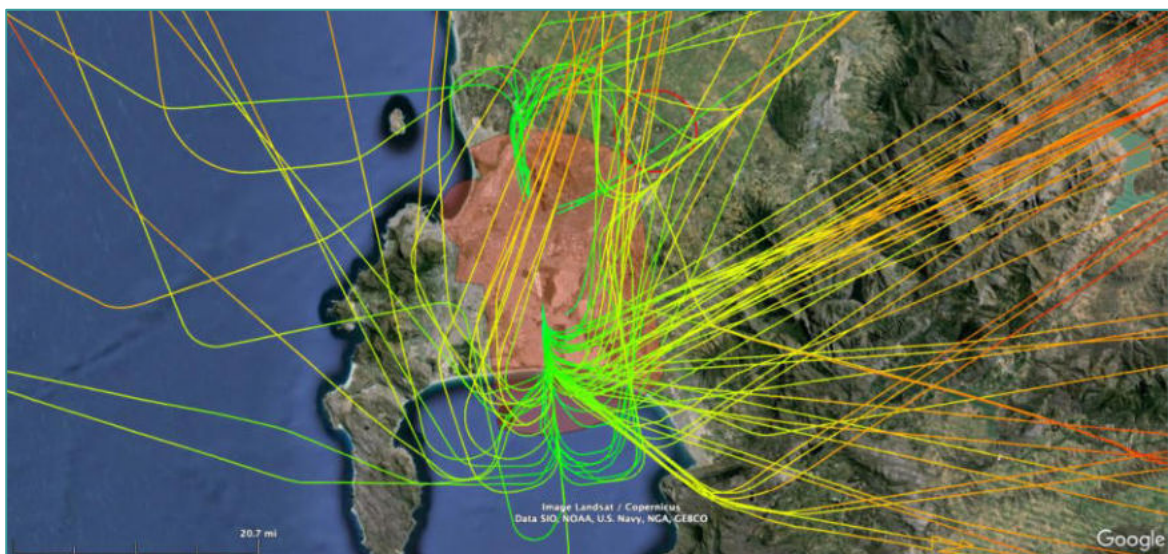 Image Landsat / Copernicus
Data SIO, NOAA, U.S. Navy, NGA, GEBCO
20.7 mi
Google